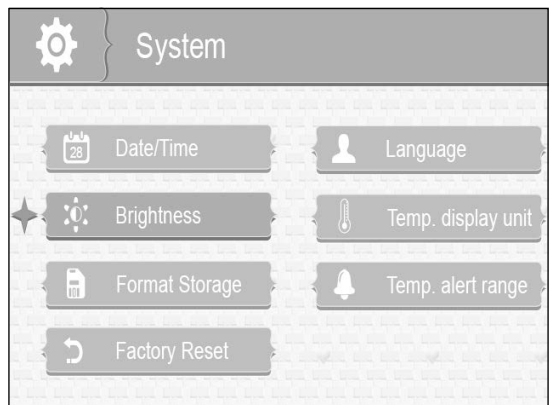 System
28
Date/Time
Language
Brightness
Temp. display unit
Format Storage
Temp. alert range
Factory Reset